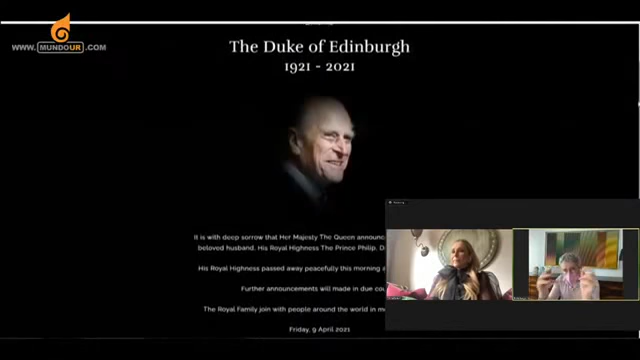 WWW.MUNDOUR.COM
The Duke of Edinburgh
1921 - 2021
It is with deep sorrow that Her Majesty The Queen announc
beloved husband, His Royal Highness The Prince Philip, D
His Royal Highness passed away peacefully this morning a
Further announcements will made in due cou
The Royal Family join with people around the world in m
Friday, 9 April 2021